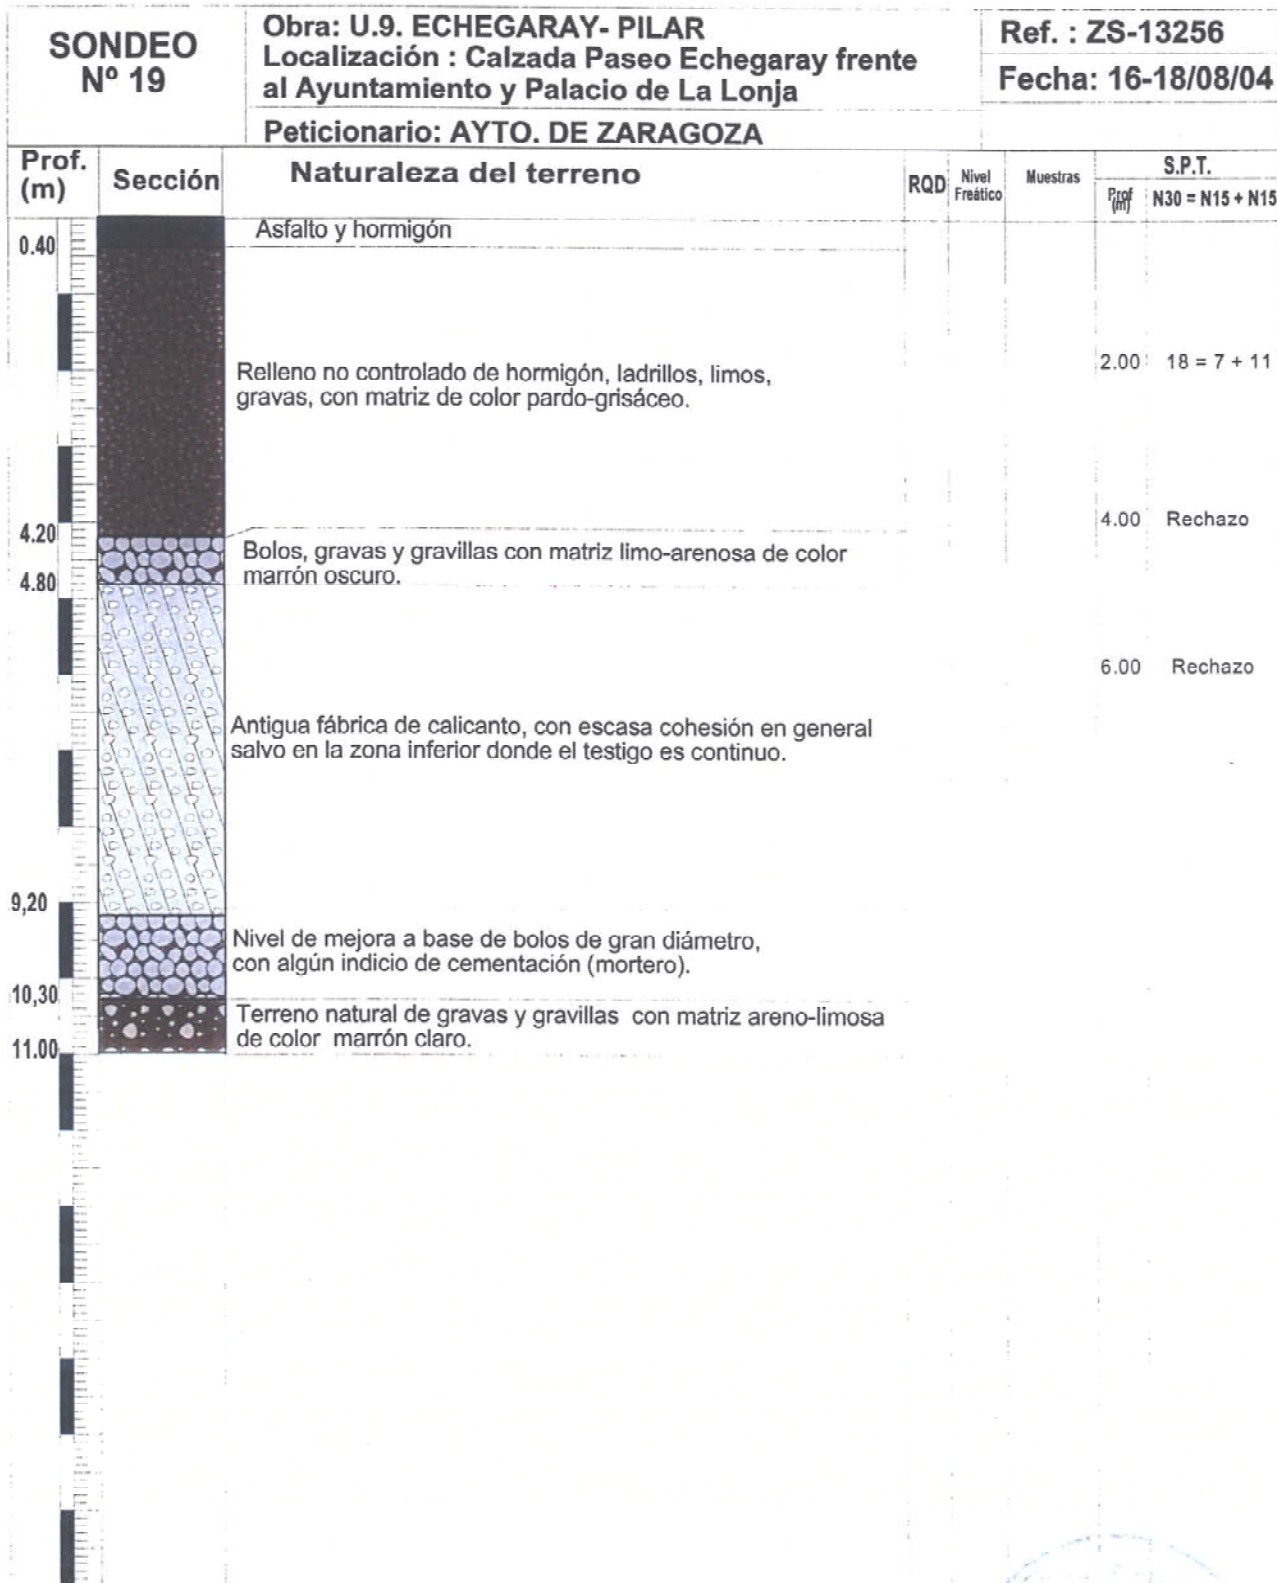 SONDEO
Nº 19
Obra: U.9. ECHEGARAY- PILAR
Localización : Calzada Paseo Echegaray frente
al Ayuntamiento y Palacio de La Lonja
Peticionario: AYTO. DE ZARAGOZA
Ref. : ZS-13256
Fecha: 16-18/08/04
Prof.
(m)
Sección
Naturaleza del terreno
RQD
Nivel
Freático
Muestras
S.P.T.
Prof
(m)
N30 = N15 + N15
Asfalto y hormigón
0.40
Relleno no controlado de hormigón, ladrillos, limos,
gravas, con matriz de color pardo-grisáceo.
2.00 18 = 7 + 11
4.00 Rechazo
4.20
Bolos, gravas y gravillas con matriz limo-arenosa de color
marrón oscuro.
4.80
6.00 Rechazo
Antigua fábrica de calicanto, con escasa cohesión en general
salvo en la zona inferior donde el testigo es continuo.
9,20
Nivel de mejora a base de bolos de gran diámetro,
con algún indicio de cementación (mortero).
10,30
Terreno natural de gravas y gravillas con matriz areno-limosa
de color marrón claro.
11.00